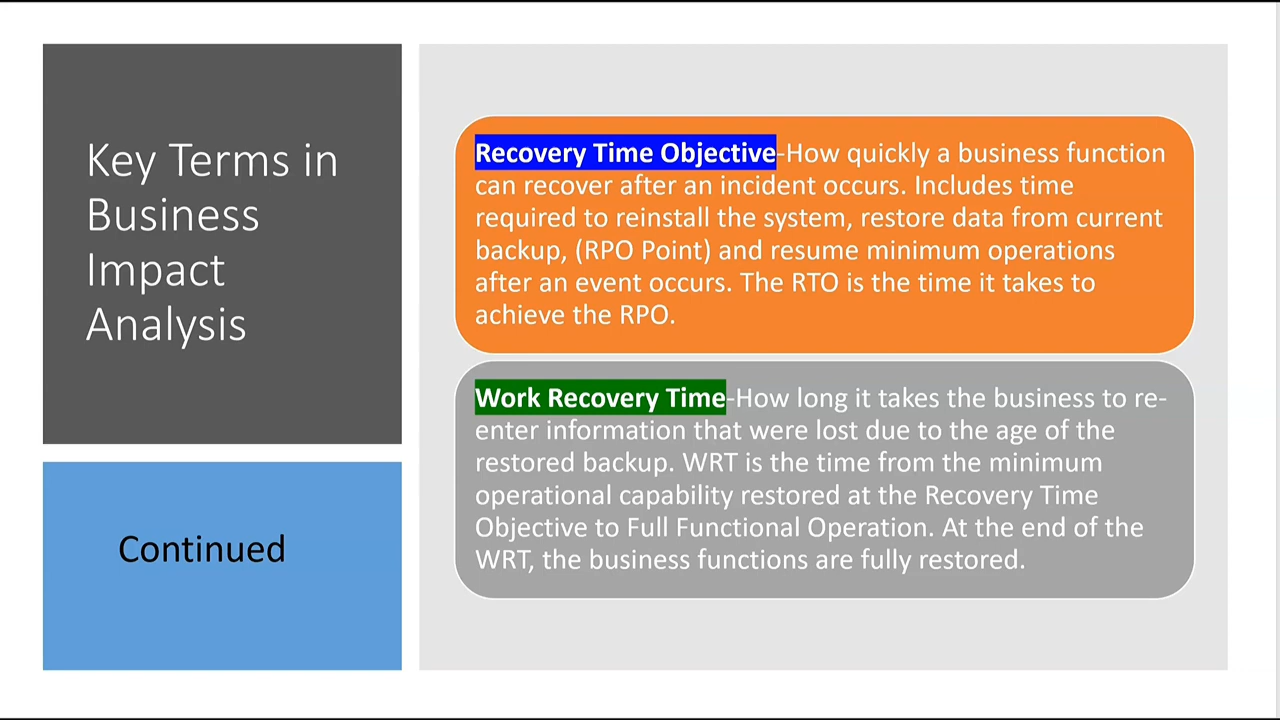 Key Terms in
Business
Impact
Analysis
Continued
Recovery Time Objective-How quickly a business function
can recover after an incident occurs. Includes time
required to reinstall the system, restore data from current
backup, (RPO Point) and resume minimum operations
after an event occurs. The RTO is the time it takes to
achieve the RPO.
Work Recovery Time-How long it takes the business to re-
enter information that were lost due to the age of the
restored backup. WRT is the time from the minimum
operational capability restored at the Recovery Time
Objective to Full Functional Operation. At the end of the
WRT, the business functions are fully restored.